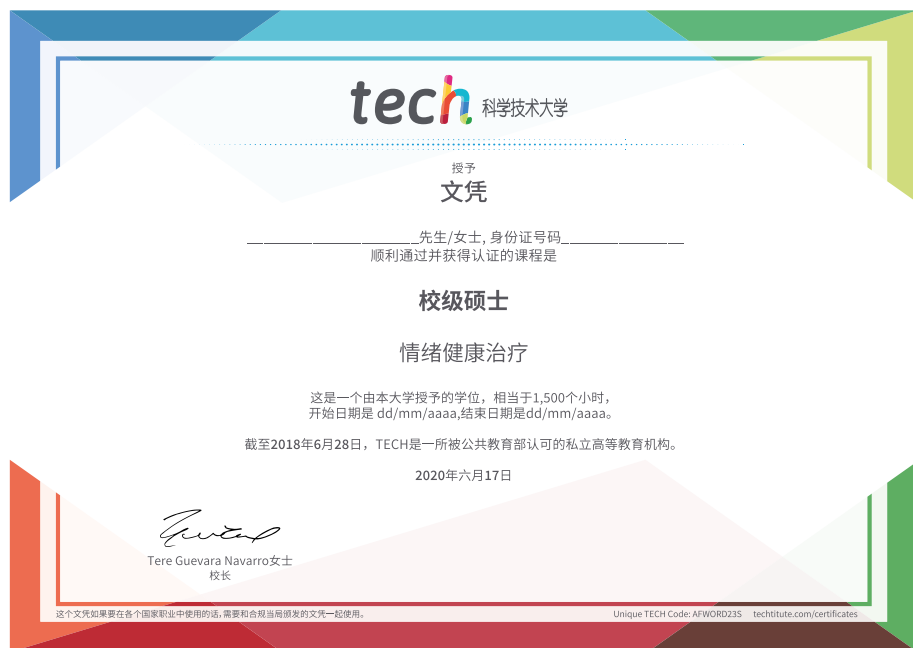 tech 科学技术大学
授予
文凭
______________________先生/女士, 身份证号码________________
顺利通过并获得认证的课程是
校级硕士
情绪健康治疗
这是一个由本大学授予的学位，相当于1,500个小时，
开始日期是 dd/mm/aaaa,结束日期是dd/mm/aaaa。
截至2018年6月28日，TECH是一所被公共教育部认可的私立高等教育机构。
2020年六月17日
Tere Guevara Navarro女士
校长
这个文凭如果要在各个国家职业中使用的话,需要和合规当局颁发的文凭一起使用。
Unique TECH Code: AFWORD23S techtitute.com/certificates